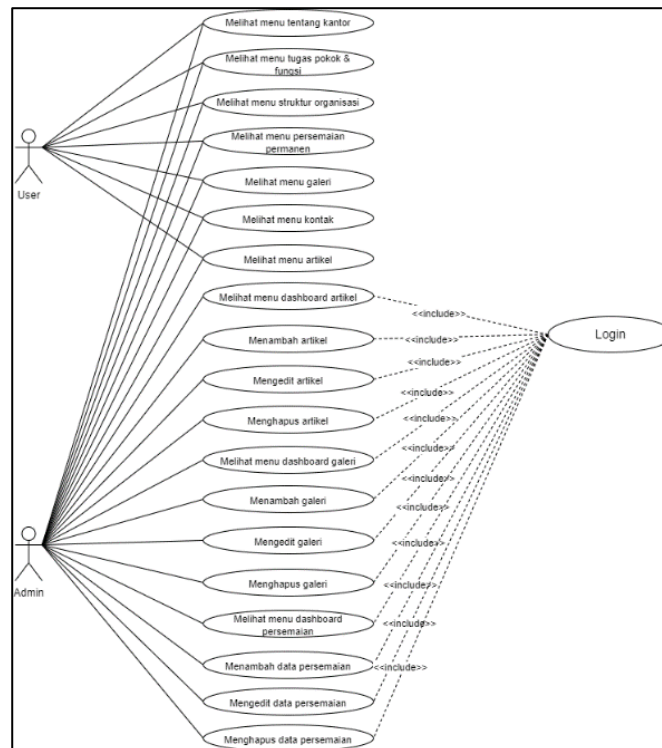 Melihat menu tentang kantor
Melihat menu tugas pokok &
fungsi
Melihat menu struktur organisasi
Melihat menu persemaian
permanen
User
Melihat menu galeri
Melihat menu kontak
Melihat menu artikel
Melihat menu dashboard artikel
<<include>>
Login
Menambah artikel
<<include>>
<<include>>
Mengedit artikel
<<include>>
Menghapus artikel
<<include>>
Melihat menu dashboard galeri
<<include>>
<<include>>
Menambah galeri
<<include>>
Mengedit galeri
<<include>>
Admin
Menghapus galeri
<<include>>
Melihat menu dashboard
persemaian
<<include>>
Menambah data persemaian
<<include>>
Mengedit data persemaian
Menghapus data persemaian